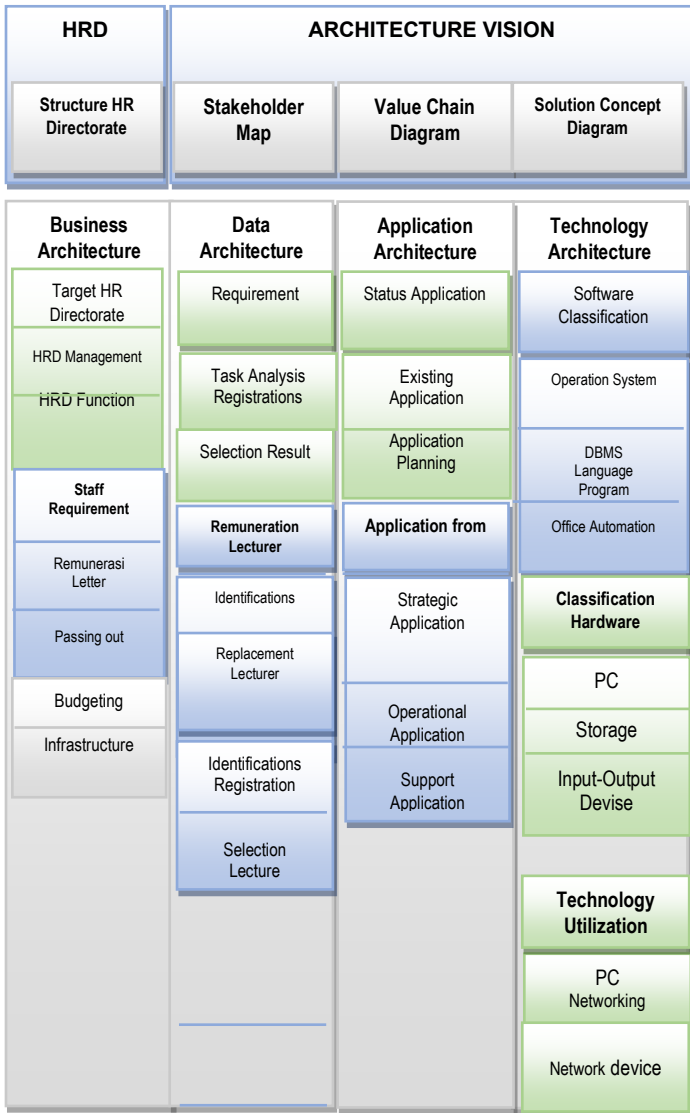 HRD
ARCHITECTURE VISION
Structure HR
Directorate
Stakeholder
Map
Value Chain
Diagram
Solution Concept
Diagram
Business
Architecture
Target HR
Directorate
HRD Management
HRD Function
Staff
Requirement
Remunerasi
Letter
Passing out
Budgeting
Infrastructure
Data
Architecture
Requirement
Task Analysis
Registrations
Selection Result
Remuneration
Lecturer
Identifications
Replacement
Lecturer
Identifications
Registration
Selection
Lecture
Application
Architecture
Status Application
Existing
Application
Application
Planning
Application from
Strategic
Application
Operational
Application
Support
Application
Technology
Architecture
Software
Classification
Operation System
DBMS
Language
Program
Office Automation
Classification
Hardware
PC
Storage
Input-Output
Devise
Technology
Utilization
PC
Networking
Network device